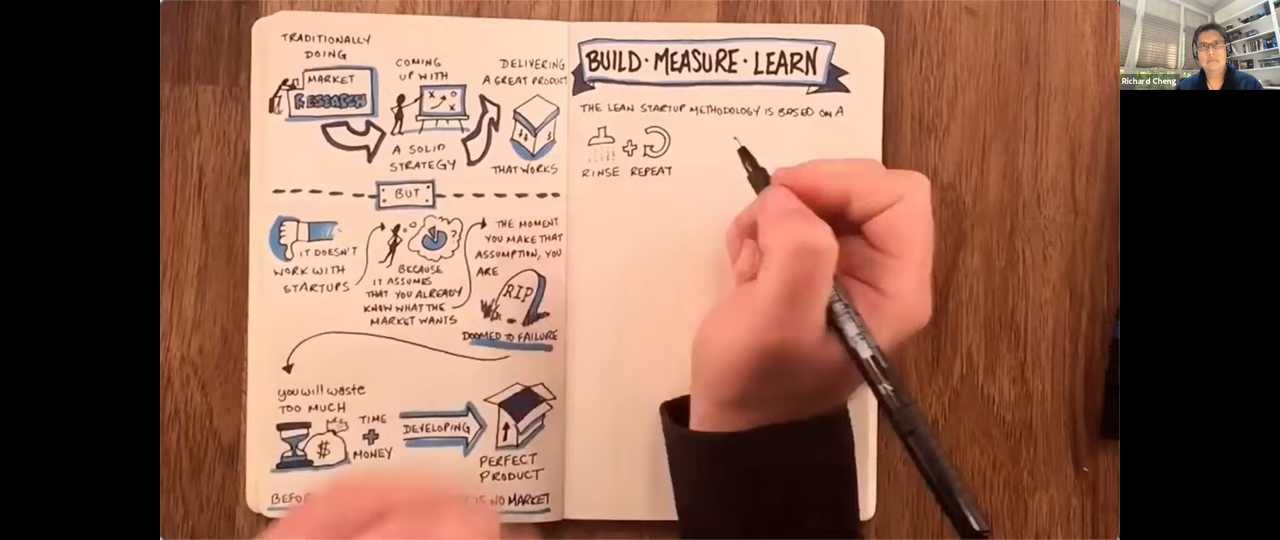 TRADITIONALLY
DOING
MARKET
RESEARCH
COMING
UP WITH
A SOLID
STRATEGY
DELIVERING
A GREAT PRODUCT
THAT WORKS
BUT
IT DOESN'T
WORK WITH
STARTUPS
BECAUSE
IT ASSUMES
THAT YOU ALREADY
KNOW WHAT THE
MARKET WANTS
THE MOMENT
YOU MAKE THAT
ASSUMPTION, YOU
ARE
RIP
DOOMED TO FAILURE
you will waste
TOO MUCH
$
TIME
+
MONEY
DEVELOPING
PERFECT
PRODUCT
IS NO MARKET
BUILD · MEASURE · LEARN
THE LEAN STARTUP METHODOLOGY IS BASED ON A
+
RINSE REPEAT
Richard Cheng